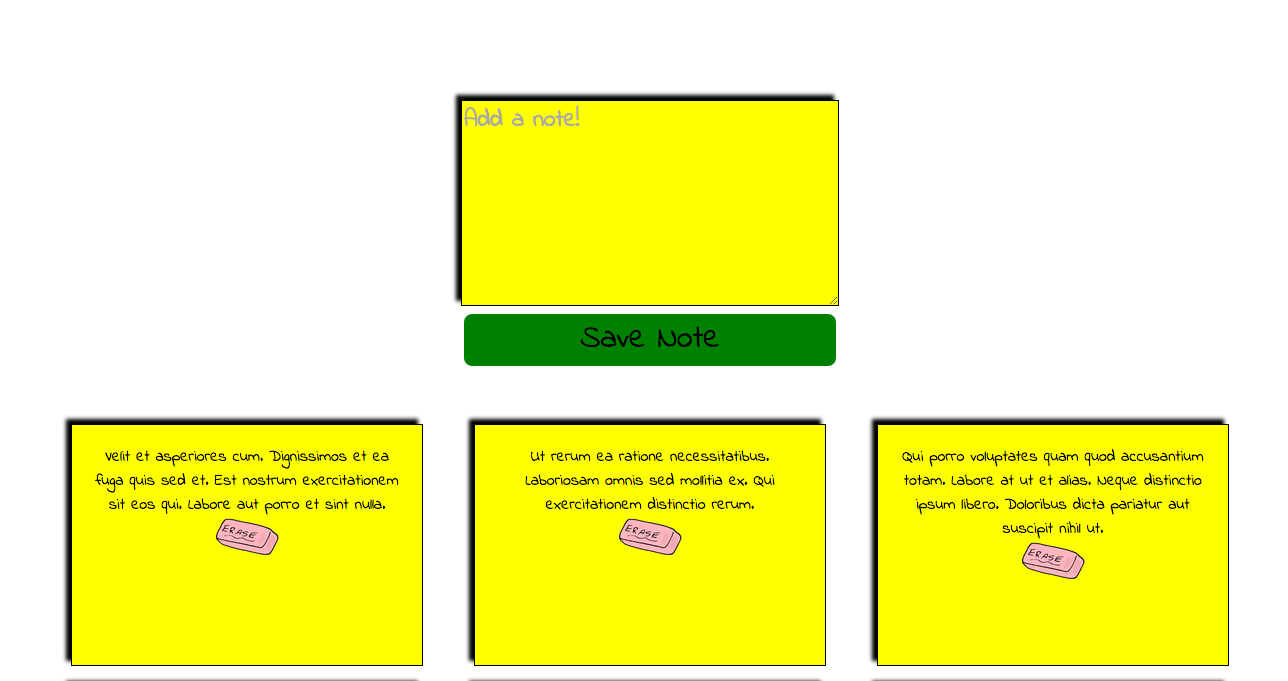 Add a note!
Save Note
Velit et asperiores cum. Dignissimos et ea
fuga quis sed et. Est nostrum exercitationem
sit eos qui. Labore aut porro et sint nulla.
ERASE
Ut rerum ea ratione necessitatibus.
Laboriosam omnis sed mollitia ex. Qui
exercitationem distinctio rerum.
ERASE
Qui porro voluptates quam quod accusantium
totam. Labore at ut et alias. Neque distinctio
ipsum libero. Doloribus dicta pariatur aut
suscipit nihil ut.
ERASE